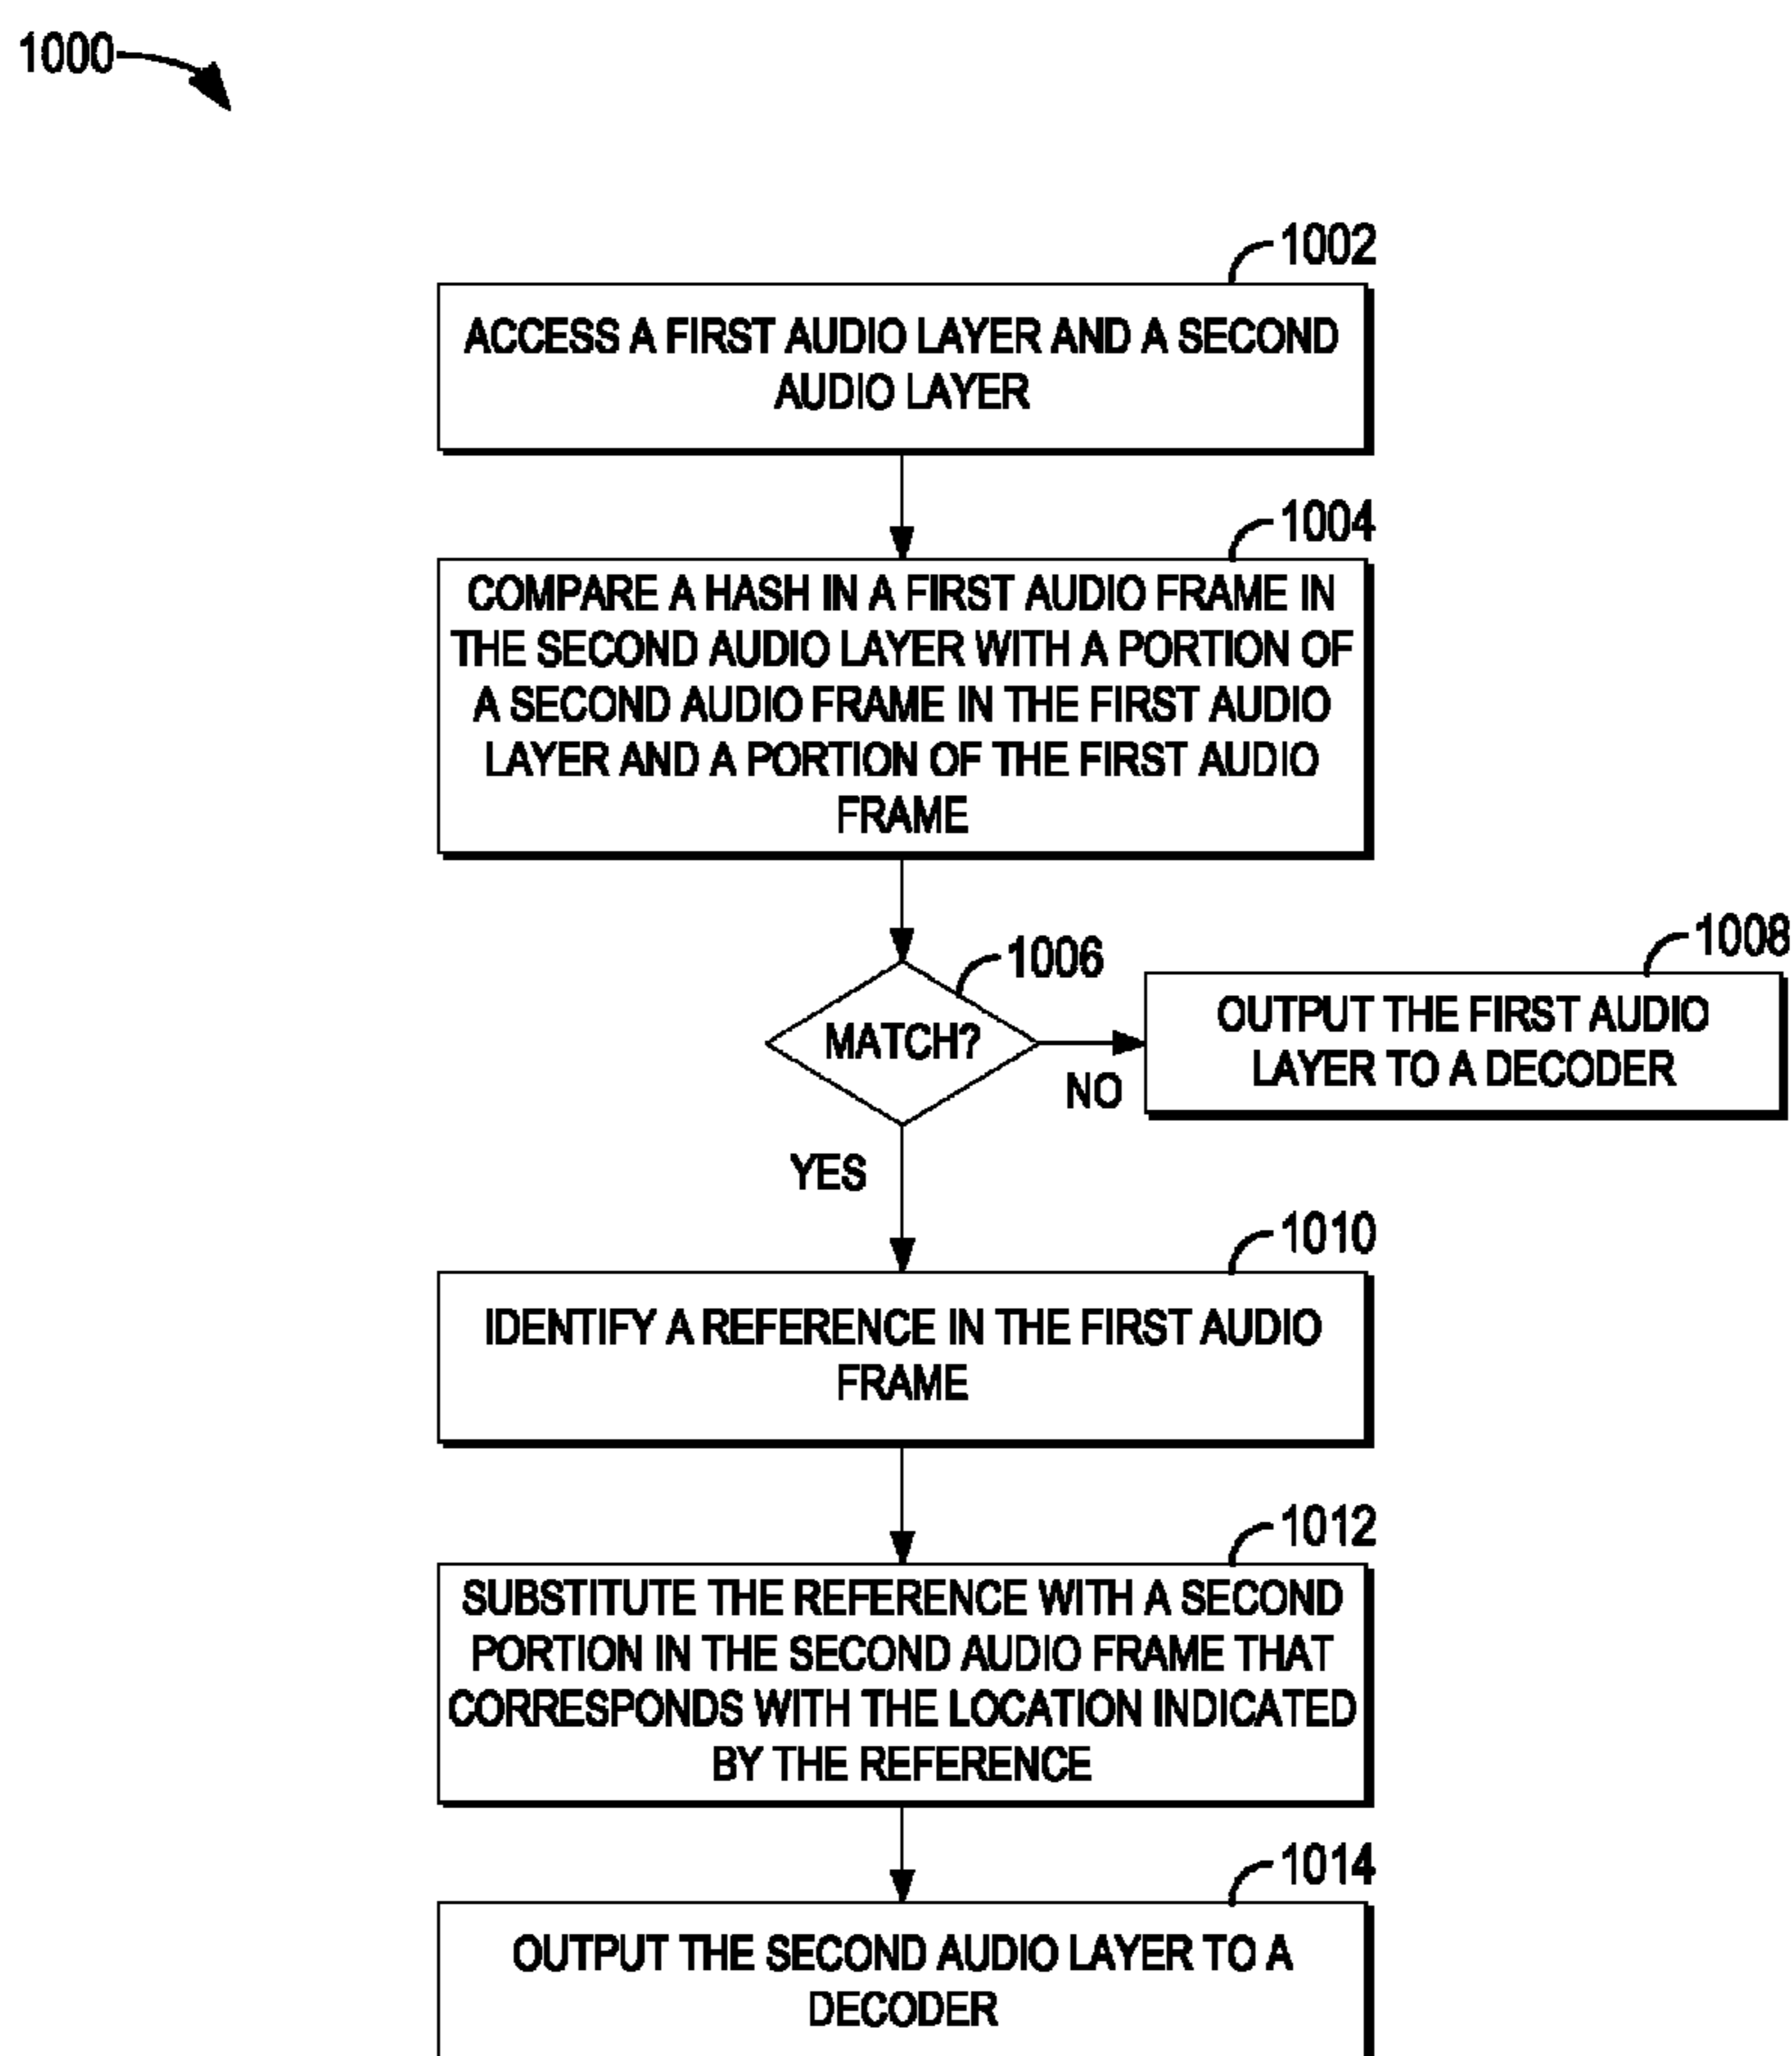 1000
1002
ACCESS A FIRST AUDIO LAYER AND A SECOND
AUDIO LAYER
1004
COMPARE A HASH IN A FIRST AUDIO FRAME IN
THE SECOND AUDIO LAYER WITH A PORTION OF
A SECOND AUDIO FRAME IN THE FIRST AUDIO
LAYER AND A PORTION OF THE FIRST AUDIO
FRAME
1006
MATCH?
NO
1008
OUTPUT THE FIRST AUDIO
LAYER TO A DECODER
YES
1010
IDENTIFY A REFERENCE IN THE FIRST AUDIO
FRAME
1012
SUBSTITUTE THE REFERENCE WITH A SECOND
PORTION IN THE SECOND AUDIO FRAME THAT
CORRESPONDS WITH THE LOCATION INDICATED
BY THE REFERENCE
1014
OUTPUT THE SECOND AUDIO LAYER TO A
DECODER